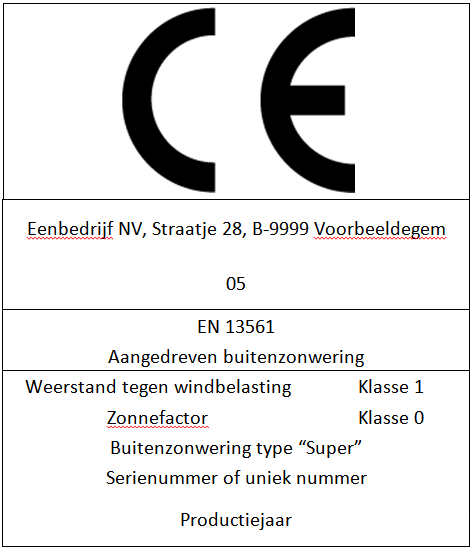 CE
Eenbedrijf NV, Straatje 28, B-9999 Voorbeeldegem
05
EN 13561
Aangedreven buitenzonwering
Weerstand tegen windbelasting Klasse 1
Zonnefactor Klasse 0
Buitenzonwering type “Super”
Serienummer of uniek nummer
Productiejaar